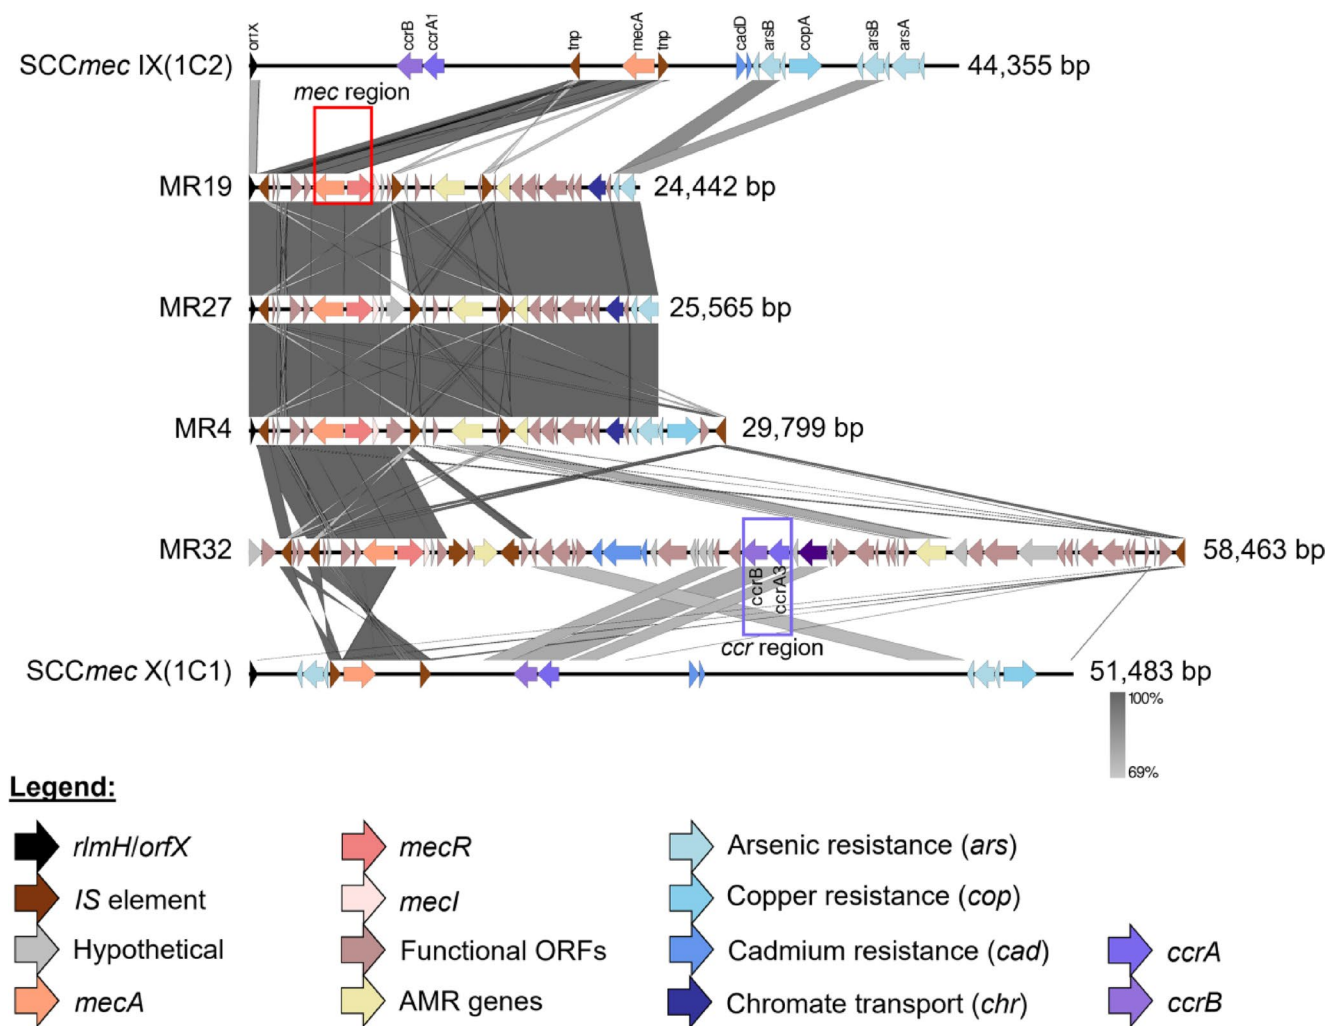 orfX ccrB ccrA1 tnp mecA tnp cadD arsB copA arsB arsA
SCCmec IX(1C2) 44,355 bp
mec region
MR19 24,442 bp
MR27 25,565 bp
MR4 29,799 bp
MR32 58,463 bp
ccrB ccrA3
ccr region
SCCmec X(1C1) 51,483 bp
100%
69%
Legend:
rlmH/orfX mecR Arsenic resistance (ars)
IS element mecI Copper resistance (cop)
Hypothetical Functional ORFs Cadmium resistance (cad) ccrA
mecA AMR genes Chromate transport (chr) ccrB